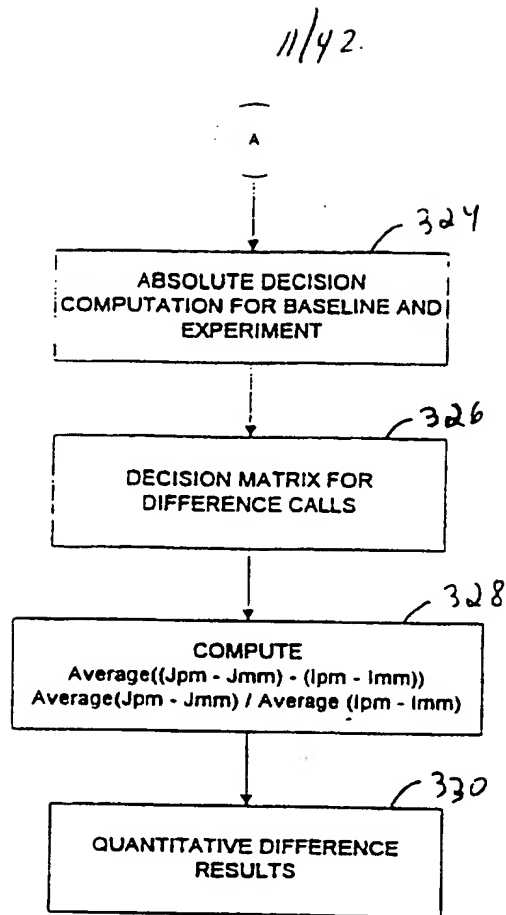 11/42.
A
324
ABSOLUTE DECISION
COMPUTATION FOR BASELINE AND
EXPERIMENT
326
DECISION MATRIX FOR
DIFFERENCE CALLS
328
COMPUTE
Average((Jpm - Jmm) - (Ipm - Imm))
Average(Jpm - Jmm) / Average (Ipm - Imm)
330
QUANTITATIVE DIFFERENCE
RESULTS